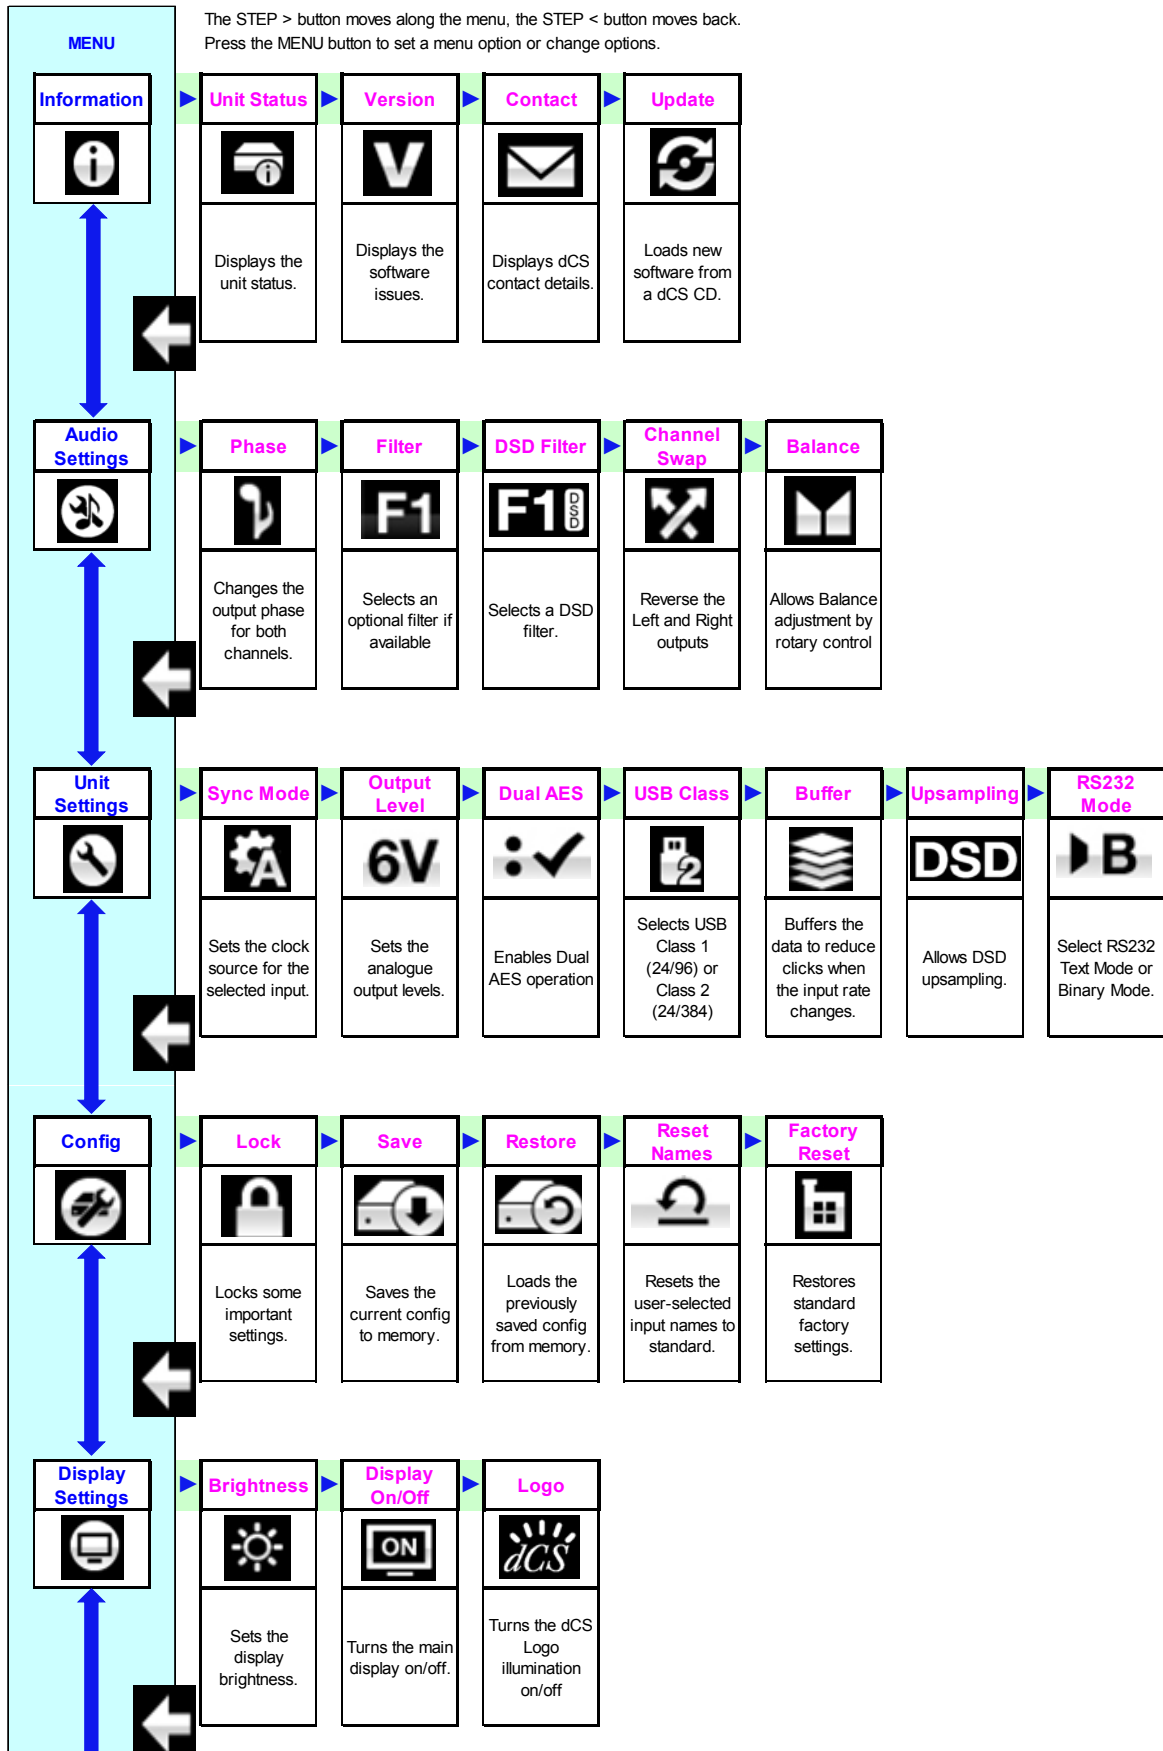 The STEP > button moves along the menu, the STEP < button moves back.
MENU
Press the MENU button to set a menu option or change options.
Information
Unit Status
Version
Contact
Update
V
Displays the
unit status.
Displays the
software
issues.
Displays dCS
contact details.
Loads new
software from
a dCS CD.
Audio
Settings
Phase
Filter
DSD Filter
Channel
Swap
Balance
F1
F1 DSD
Changes the
output phase
for both
channels.
Selects an
optional filter if
available
Selects a DSD
filter.
Reverse the
Left and Right
outputs
Allows Balance
adjustment by
rotary control
Unit
Settings
Sync Mode
Output
Level
Dual AES
USB Class
Buffer
Upsampling
RS232
Mode
A
6V
2
DSD
B
Sets the clock
source for the
selected input.
Sets the
analogue
output levels.
Enables Dual
AES operation
Selects USB
Class 1
(24/96) or
Class 2
(24/384)
Buffers the
data to reduce
clicks when
the input rate
changes.
Allows DSD
upsampling.
Select RS232
Text Mode or
Binary Mode.
Config
Lock
Save
Restore
Reset
Names
Factory
Reset
Locks some
important
settings.
Saves the
current config
to memory.
Loads the
previously
saved config
from memory.
Resets the
user-selected
input names to
standard.
Restores
standard
factory
settings.
Display
Settings
Brightness
Display
On/Off
Logo
ON
dCS
Sets the
display
brightness.
Turns the main
display on/off.
Turns the dCS
Logo
illumination
on/off